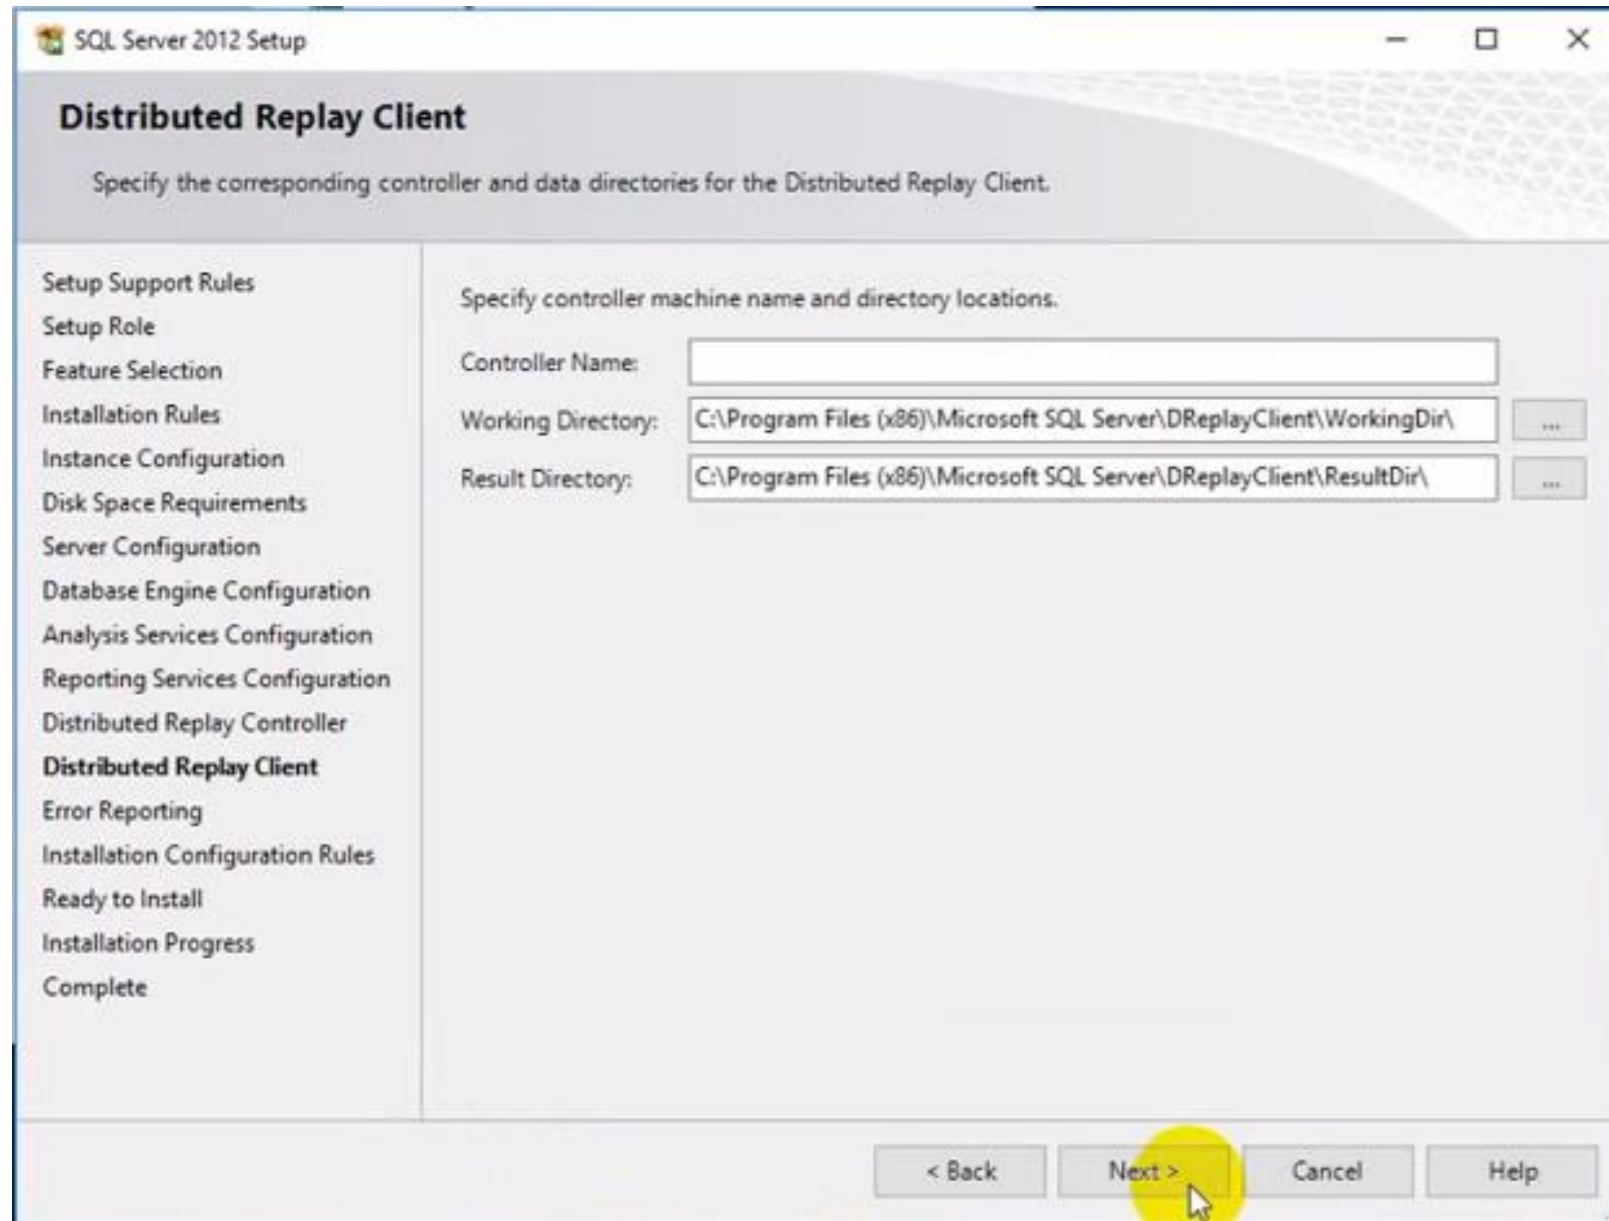 SQL Server 2012 Setup
Distributed Replay Client
Specify the corresponding controller and data directories for the Distributed Replay Client.
Setup Support Rules
Setup Role
Feature Selection
Installation Rules
Instance Configuration
Disk Space Requirements
Server Configuration
Database Engine Configuration
Analysis Services Configuration
Reporting Services Configuration
Distributed Replay Controller
Distributed Replay Client
Error Reporting
Installation Configuration Rules
Ready to Install
Installation Progress
Complete
Specify controller machine name and directory locations.
Controller Name:
Working Directory: C:\Program Files (x86)\Microsoft SQL Server\DReplayClient\WorkingDir\ ...
Result Directory: C:\Program Files (x86)\Microsoft SQL Server\DReplayClient\ResultDir\ ...
< Back Next > Cancel Help